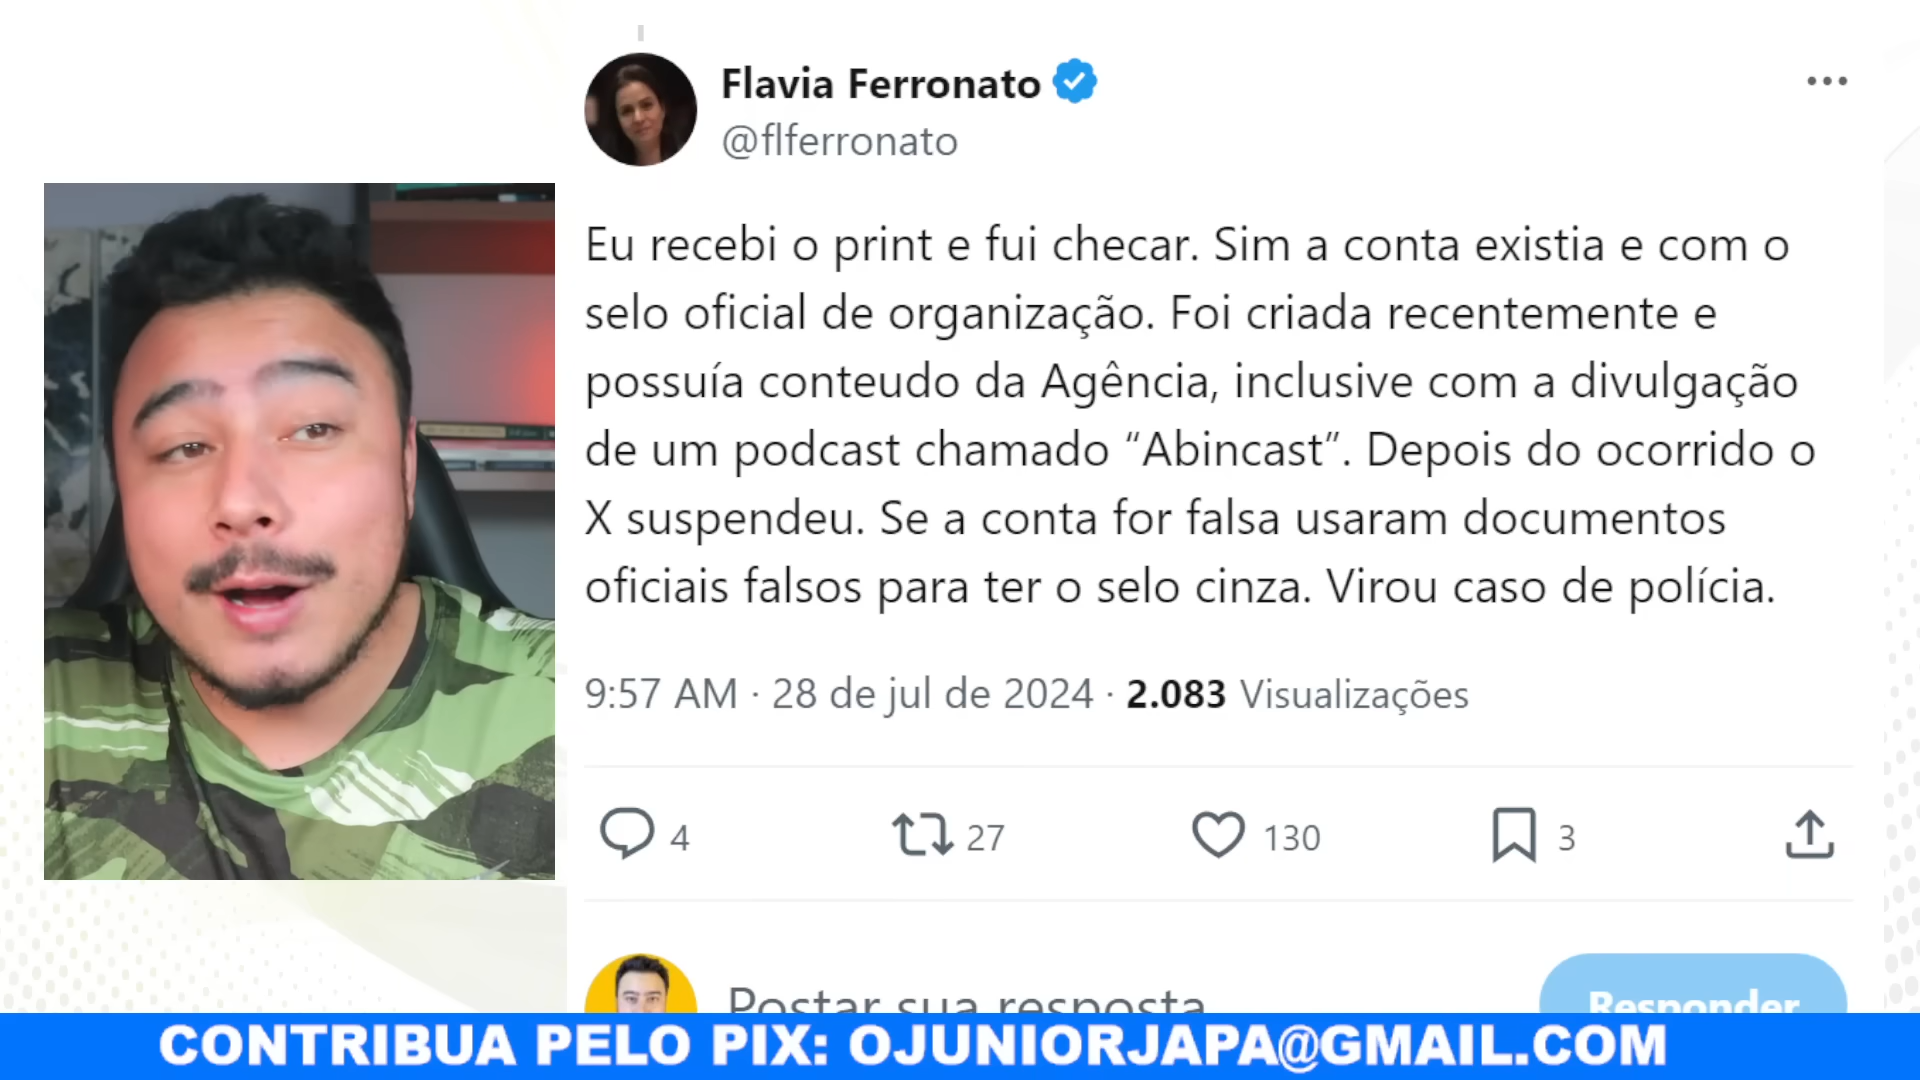 Flavia Ferronato
@flferronato
Eu recebi o print e fui checar. Sim a conta existia e com o
selo oficial de organização. Foi criada recentemente e
possuía conteudo da Agência, inclusive com a divulgação
de um podcast chamado “Abincast”. Depois do ocorrido o
X suspendeu. Se a conta for falsa usaram documentos
oficiais falsos para ter o selo cinza. Virou caso de polícia.
9:57 AM · 28 de jul de 2024 · 2.083 Visualizações
4 27 130 3
Postar sua resposta Responder
CONTRIBUA PELO PIX: OJUNIORJAPA@GMAIL.COM